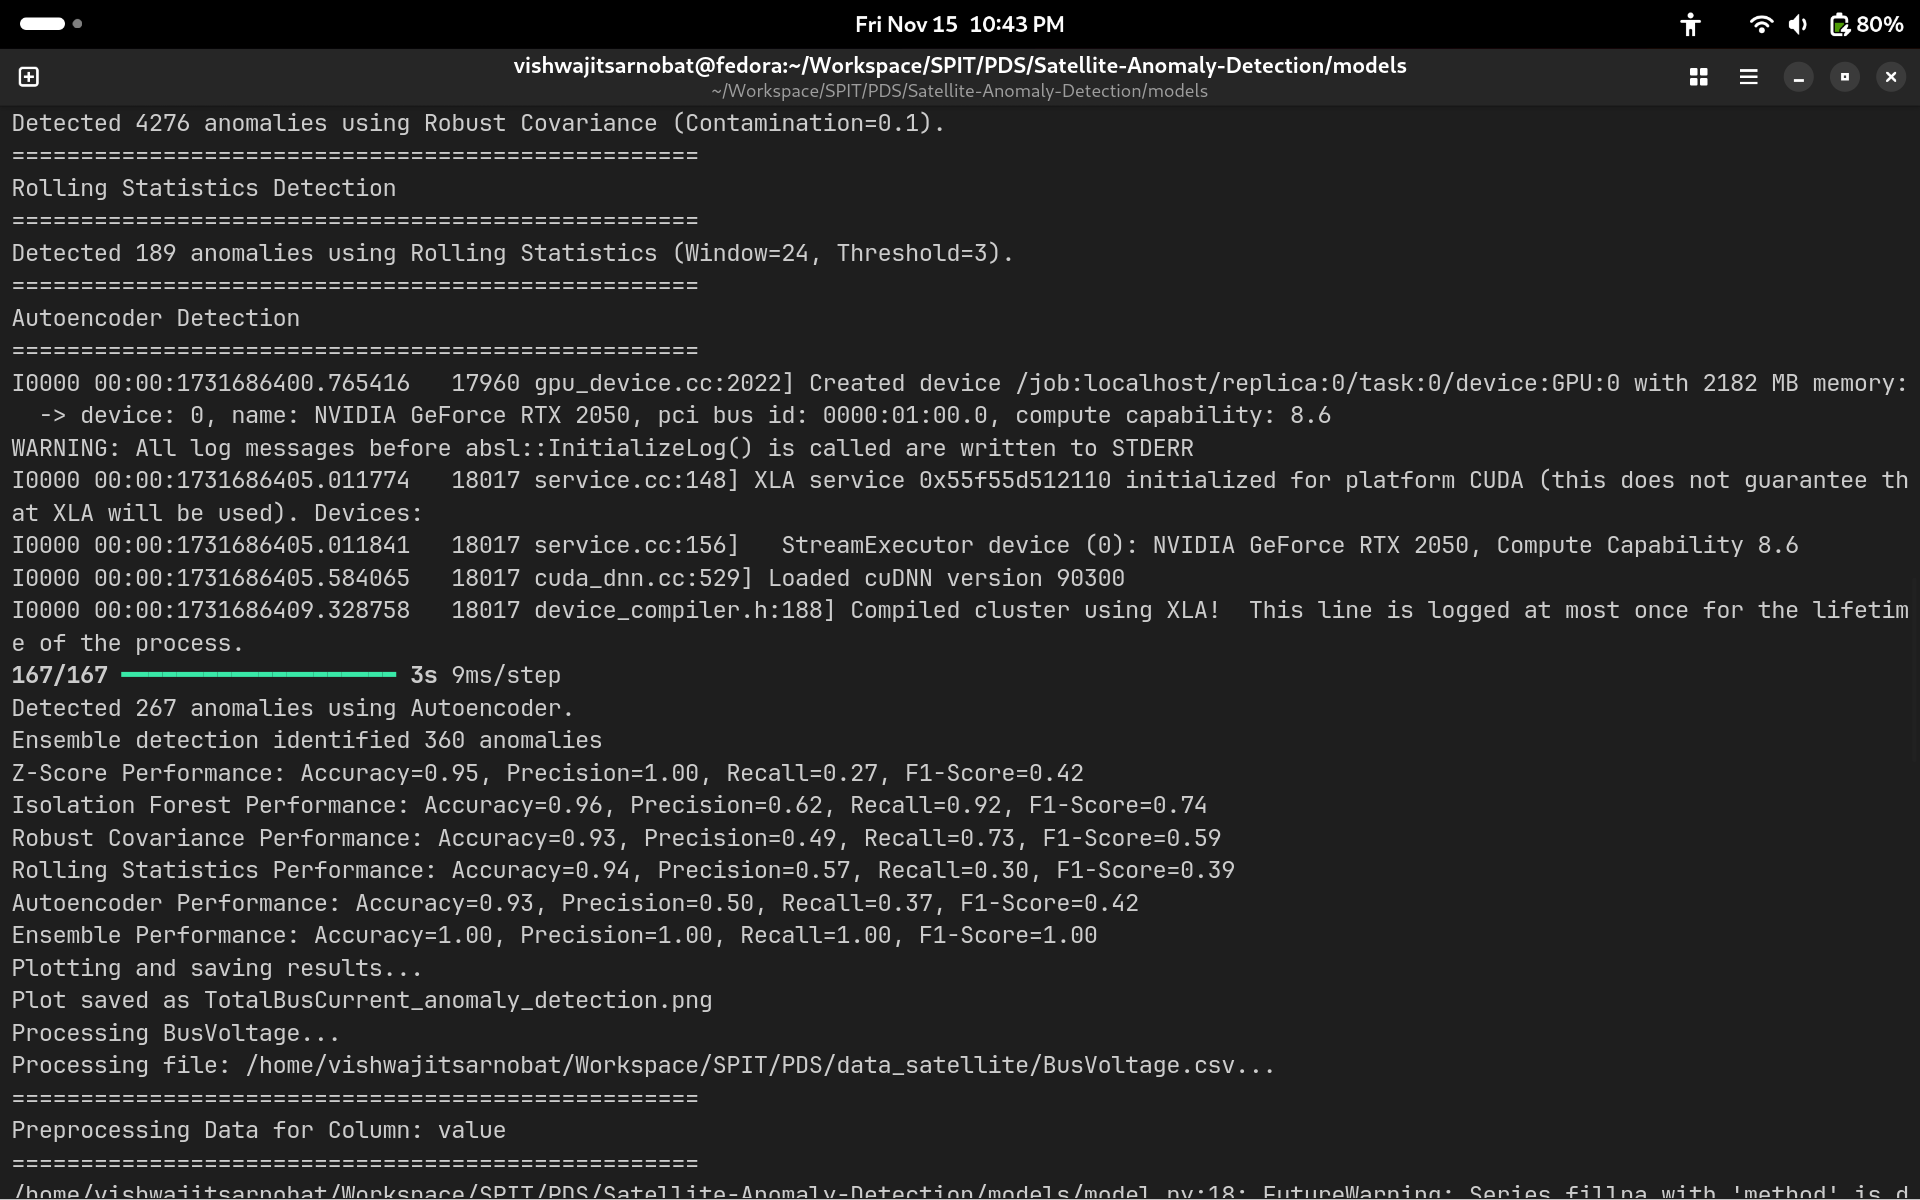 Fri Nov 15 10:43 PM
80%
vishwajitsarnobat@fedora:~/Workspace/SPIT/PDS/Satellite-Anomaly-Detection/models
~/Workspace/SPIT/PDS/Satellite-Anomaly-Detection/models
Detected 4276 anomalies using Robust Covariance (Contamination=0.1).
==================================================
Rolling Statistics Detection
==================================================
Detected 189 anomalies using Rolling Statistics (Window=24, Threshold=3).
==================================================
Autoencoder Detection
==================================================
I0000 00:00:1731686400.765416   17960 gpu_device.cc:2022] Created device /job:localhost/replica:0/task:0/device:GPU:0 with 2182 MB memory:
  -> device: 0, name: NVIDIA GeForce RTX 2050, pci bus id: 0000:01:00.0, compute capability: 8.6
WARNING: All log messages before absl::InitializeLog() is called are written to STDERR
I0000 00:00:1731686405.011774   18017 service.cc:148] XLA service 0x55f55d512110 initialized for platform CUDA (this does not guarantee th
at XLA will be used). Devices:
I0000 00:00:1731686405.011841   18017 service.cc:156]   StreamExecutor device (0): NVIDIA GeForce RTX 2050, Compute Capability 8.6
I0000 00:00:1731686405.584065   18017 cuda_dnn.cc:529] Loaded cuDNN version 90300
I0000 00:00:1731686409.328758   18017 device_compiler.h:188] Compiled cluster using XLA!  This line is logged at most once for the lifetim
e of the process.
167/167 ━━━━━━━━━━━━━━━━━━━━ 3s 9ms/step
Detected 267 anomalies using Autoencoder.
Ensemble detection identified 360 anomalies
Z-Score Performance: Accuracy=0.95, Precision=1.00, Recall=0.27, F1-Score=0.42
Isolation Forest Performance: Accuracy=0.96, Precision=0.62, Recall=0.92, F1-Score=0.74
Robust Covariance Performance: Accuracy=0.93, Precision=0.49, Recall=0.73, F1-Score=0.59
Rolling Statistics Performance: Accuracy=0.94, Precision=0.57, Recall=0.30, F1-Score=0.39
Autoencoder Performance: Accuracy=0.93, Precision=0.50, Recall=0.37, F1-Score=0.42
Ensemble Performance: Accuracy=1.00, Precision=1.00, Recall=1.00, F1-Score=1.00
Plotting and saving results...
Plot saved as TotalBusCurrent_anomaly_detection.png
Processing BusVoltage...
Processing file: /home/vishwajitsarnobat/Workspace/SPIT/PDS/data_satellite/BusVoltage.csv...
==================================================
Preprocessing Data for Column: value
==================================================
/home/vishwajitsarnobat/Workspace/SPIT/PDS/Satellite-Anomaly-Detection/models/model.py:18: FutureWarning: Series.fillna with 'method' is d